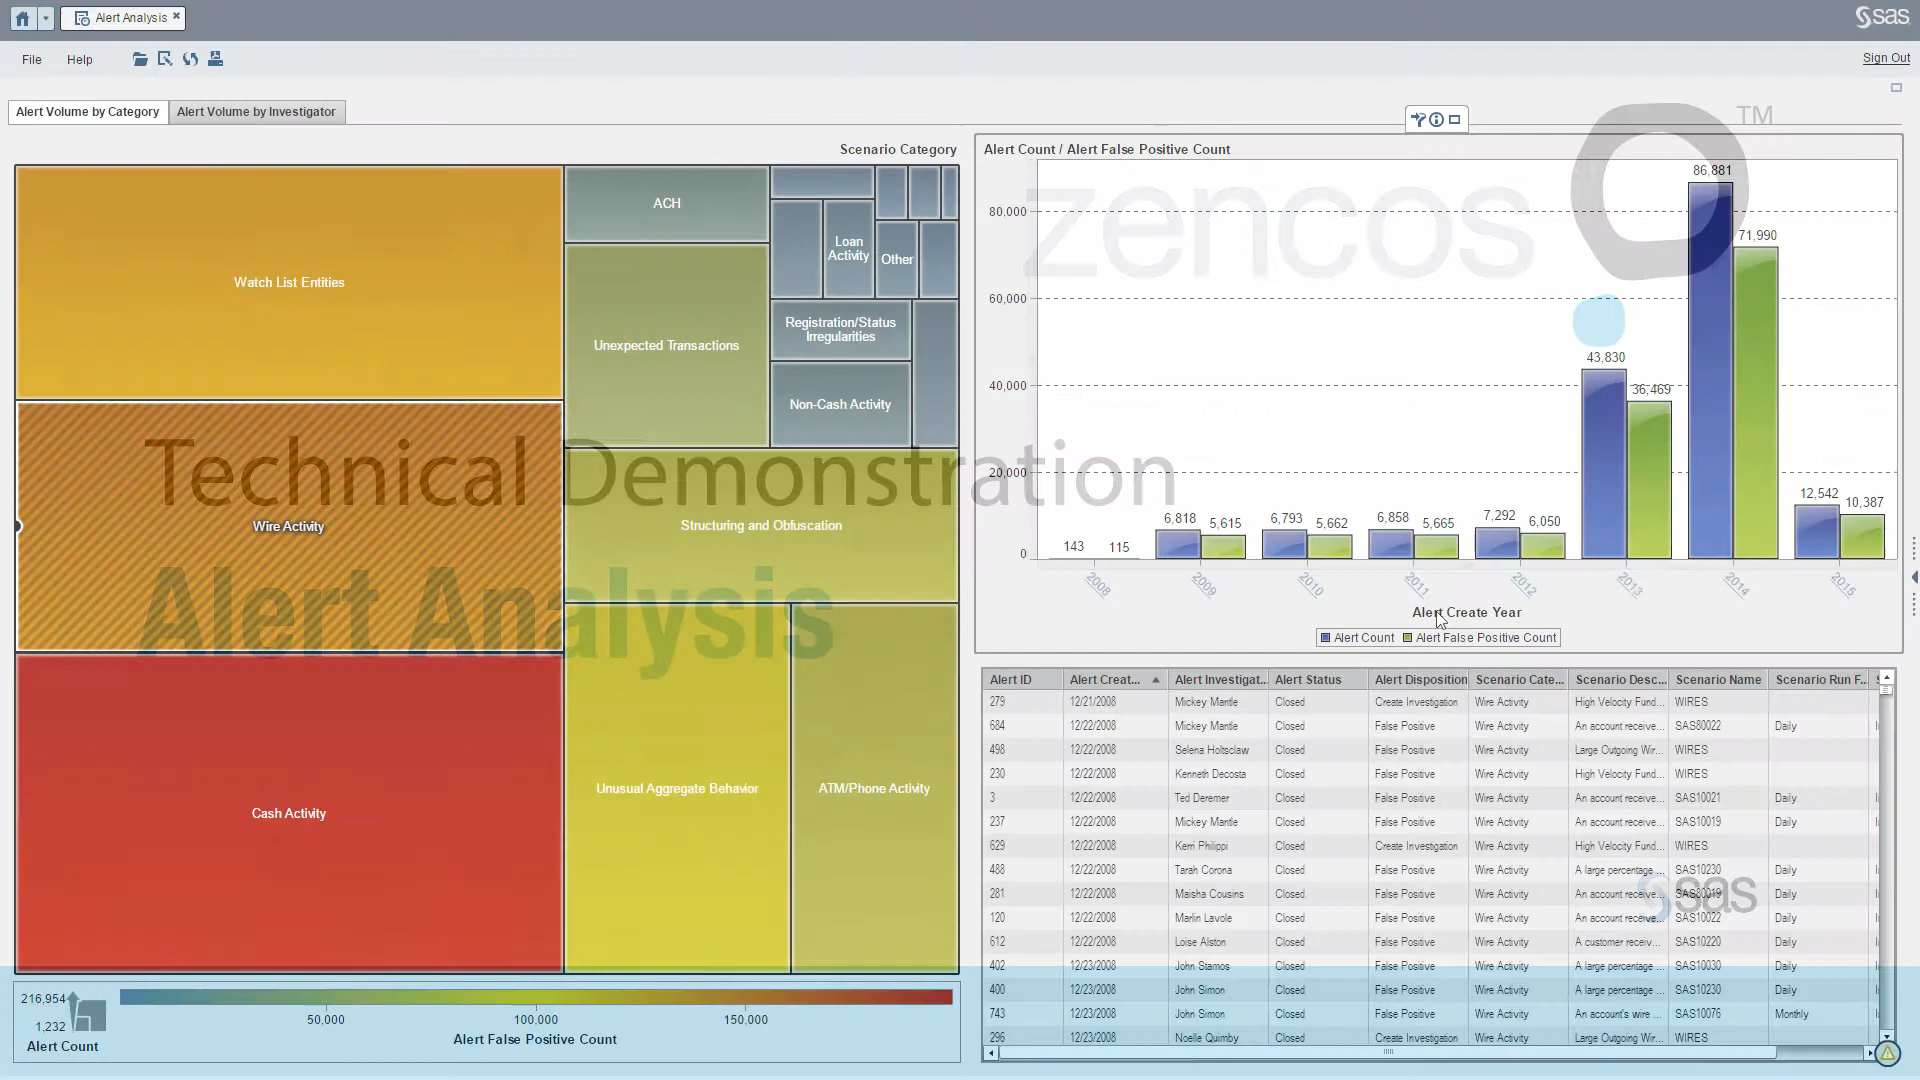 Alert Analysis
sas
File Help
Sign Out
Alert Volume by Category Alert Volume by Investigator
TM
zencos
Scenario Category
Watch List Entities
Wire Activity
Cash Activity
ACH
Unexpected Transactions
Loan
Activity
Other
Registration/Status
Irregularities
Non-Cash Activity
Structuring and Obfuscation
Unusual Aggregate Behavior
ATM/Phone Activity
Technical Demonstration
Alert Analysis
216,954
1,232
Alert Count
50,000 100,000 150,000
Alert False Positive Count
Alert Count / Alert False Positive Count
80,000
60,000
40,000
20,000
0
143 115 6,818 5,615 6,793 5,662 6,858 5,665 7,292 6,050 43,830 36,469 86,881 71,990 12,542 10,387
2008 2009 2010 2011 2012 2013 2014 2015
Alert Create Year
Alert Count Alert False Positive Count
Alert ID Alert Creat... Alert Investigat... Alert Status Alert Disposition Scenario Cate... Scenario Desc... Scenario Name Scenario Run F...
279 12/21/2008 Mickey Mantle Closed Create Investigation Wire Activity High Velocity Fund... WIRES
684 12/22/2008 Mickey Mantle Closed False Positive Wire Activity An account receive... SAS80022 Daily
498 12/22/2008 Selena Holtsclaw Closed False Positive Wire Activity Large Outgoing Wir... WIRES
230 12/22/2008 Kenneth Decosta Closed False Positive Wire Activity High Velocity Fund... WIRES
3 12/22/2008 Ted Deremer Closed False Positive Wire Activity An account receive... SAS10021 Daily
237 12/22/2008 Mickey Mantle Closed False Positive Wire Activity An account receive... SAS10019 Daily
629 12/22/2008 Kerri Philippi Closed Create Investigation Wire Activity High Velocity Fund... WIRES
488 12/22/2008 Tarah Corona Closed False Positive Wire Activity A large percentage ... SAS10230 Daily
281 12/22/2008 Maisha Cousins Closed False Positive Wire Activity An account receive... SAS80019 Daily
120 12/22/2008 Marlin Lavole Closed False Positive Wire Activity An account receive... SAS10022 Daily
612 12/22/2008 Loise Alston Closed False Positive Wire Activity A customer receiv... SAS10220 Daily
402 12/23/2008 John Stamos Closed False Positive Wire Activity A large percentage ... SAS10030 Daily
400 12/23/2008 John Simon Closed False Positive Wire Activity A large percentage ... SAS10230 Daily
743 12/23/2008 John Simon Closed False Positive Wire Activity An account's wire ... SAS10076 Monthly
296 12/23/2008 Noelle Quimby Closed Create Investigation Wire Activity Large Outgoing Wir... WIRES
sas